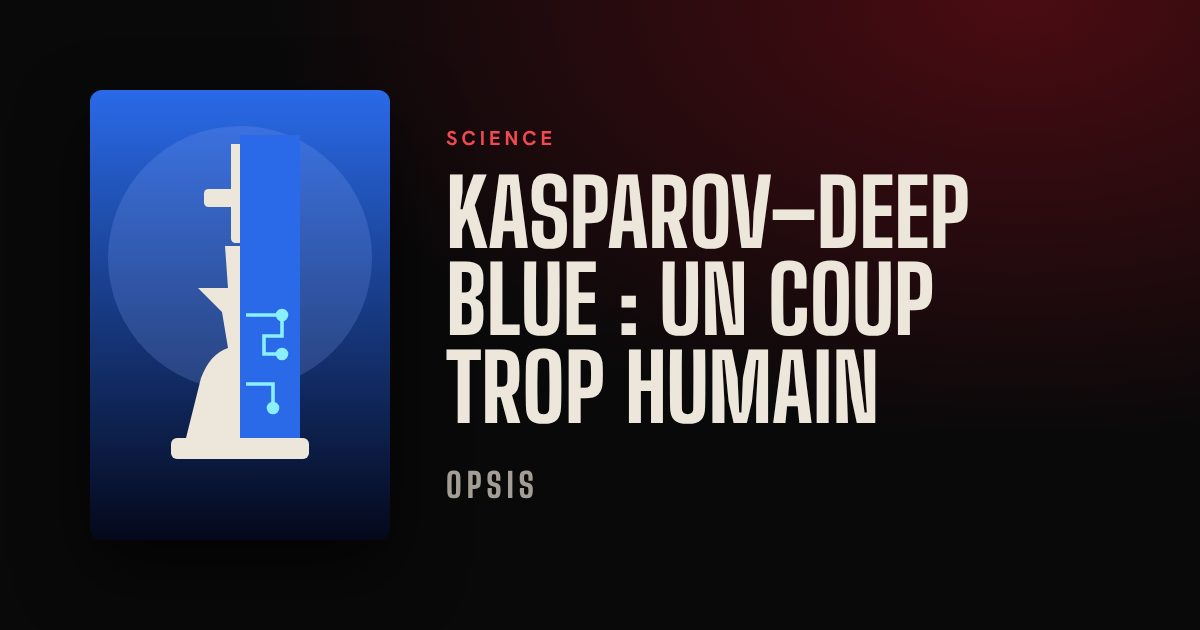 SCIENCE
KASPAROV–DEEP
BLUE : UN COUP
TROP HUMAIN
OPSIS